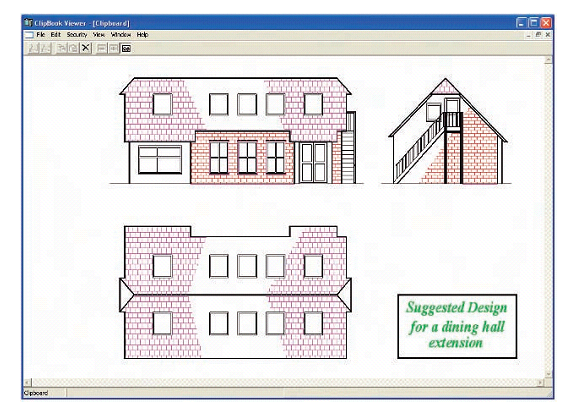 ClipBook Viewer - [Clipboard]
File Edit Security View Window Help
Suggested Design
for a dining hall
extension
Clipboard